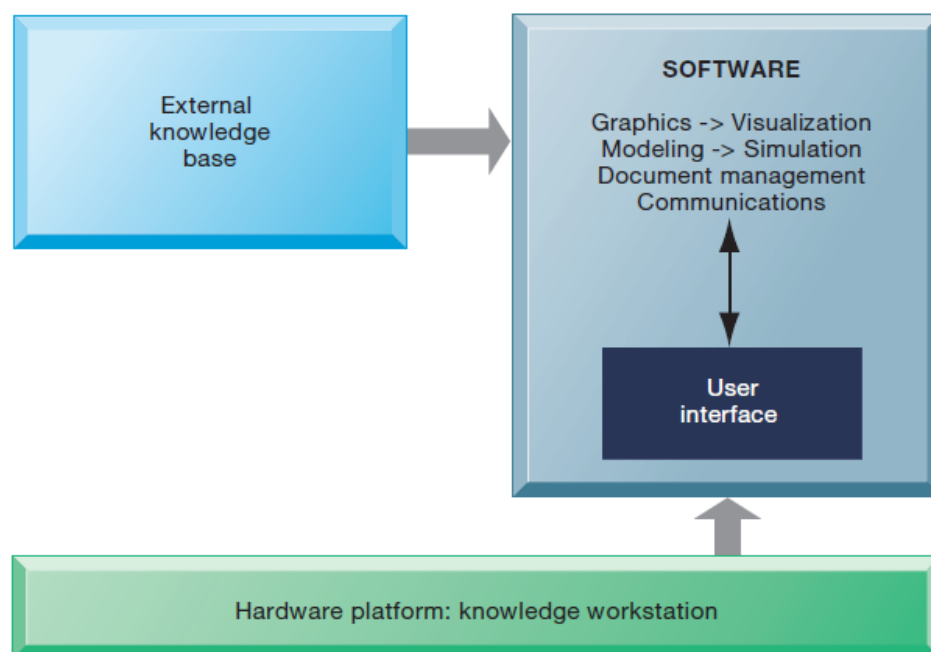 External
knowledge
base
SOFTWARE
Graphics -> Visualization
Modeling -> Simulation
Document management
Communications
User
interface
Hardware platform: knowledge workstation